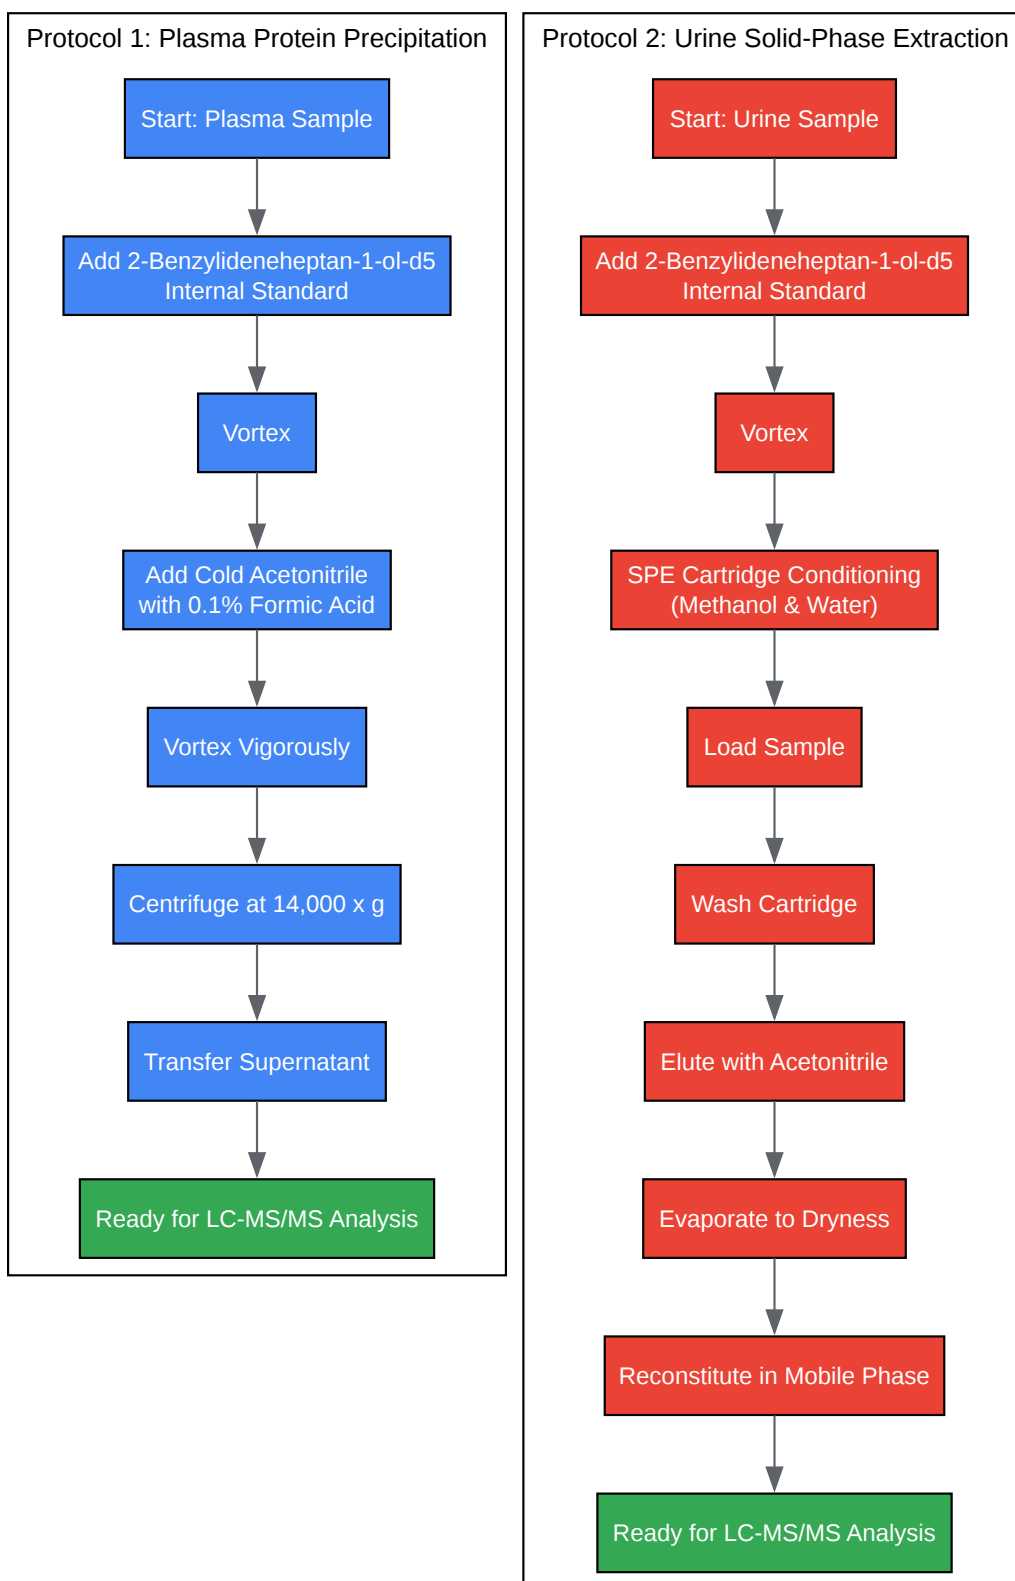 Protocol 1: Plasma Protein Precipitation
Start: Plasma Sample
Add 2-Benzylideneheptan-1-ol-d5
Internal Standard
Vortex
Add Cold Acetonitrile
with 0.1% Formic Acid
Vortex Vigorously
Centrifuge at 14,000 x g
Transfer Supernatant
Ready for LC-MS/MS Analysis
Protocol 2: Urine Solid-Phase Extraction
Start: Urine Sample
Add 2-Benzylideneheptan-1-ol-d5
Internal Standard
Vortex
SPE Cartridge Conditioning
(Methanol & Water)
Load Sample
Wash Cartridge
Elute with Acetonitrile
Evaporate to Dryness
Reconstitute in Mobile Phase
Ready for LC-MS/MS Analysis